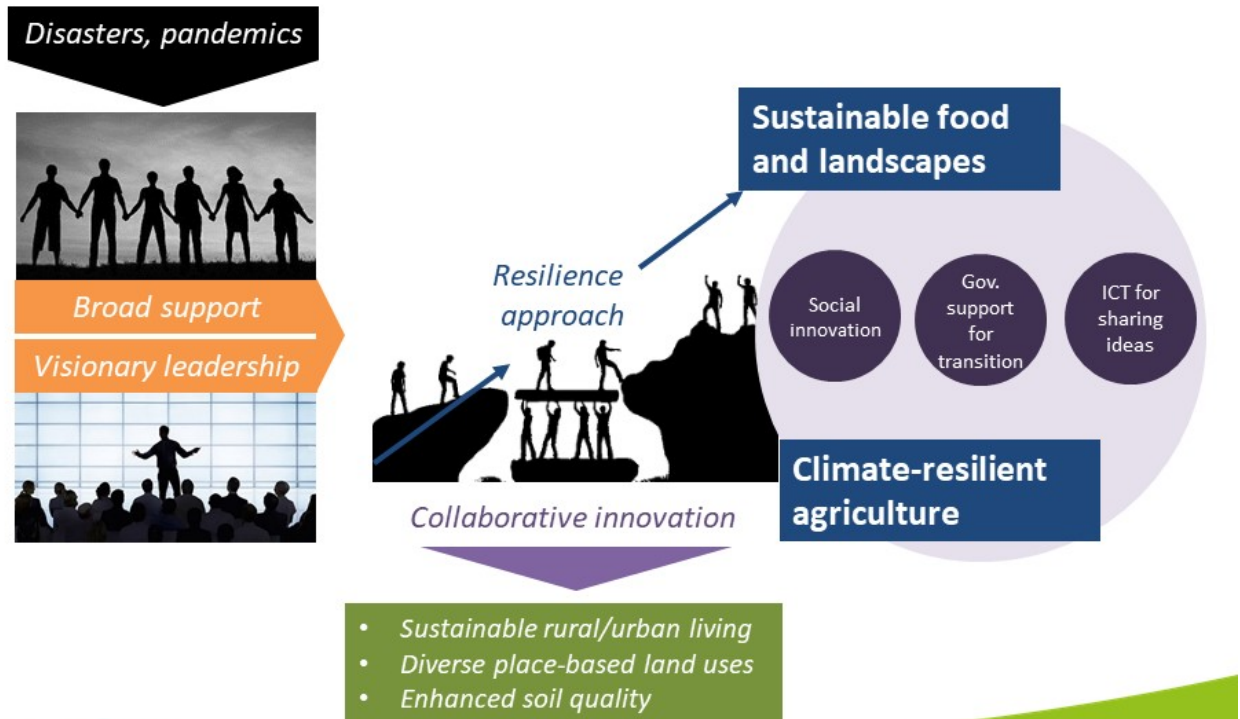 Disasters, pandemics
Broad support
Visionary leadership
Resilience
approach
Collaborative innovation
• Sustainable rural/urban living
• Diverse place-based land uses
• Enhanced soil quality
Sustainable food
and landscapes
Social
innovation
Gov.
support
for
transition
ICT for
sharing
ideas
Climate-resilient
agriculture